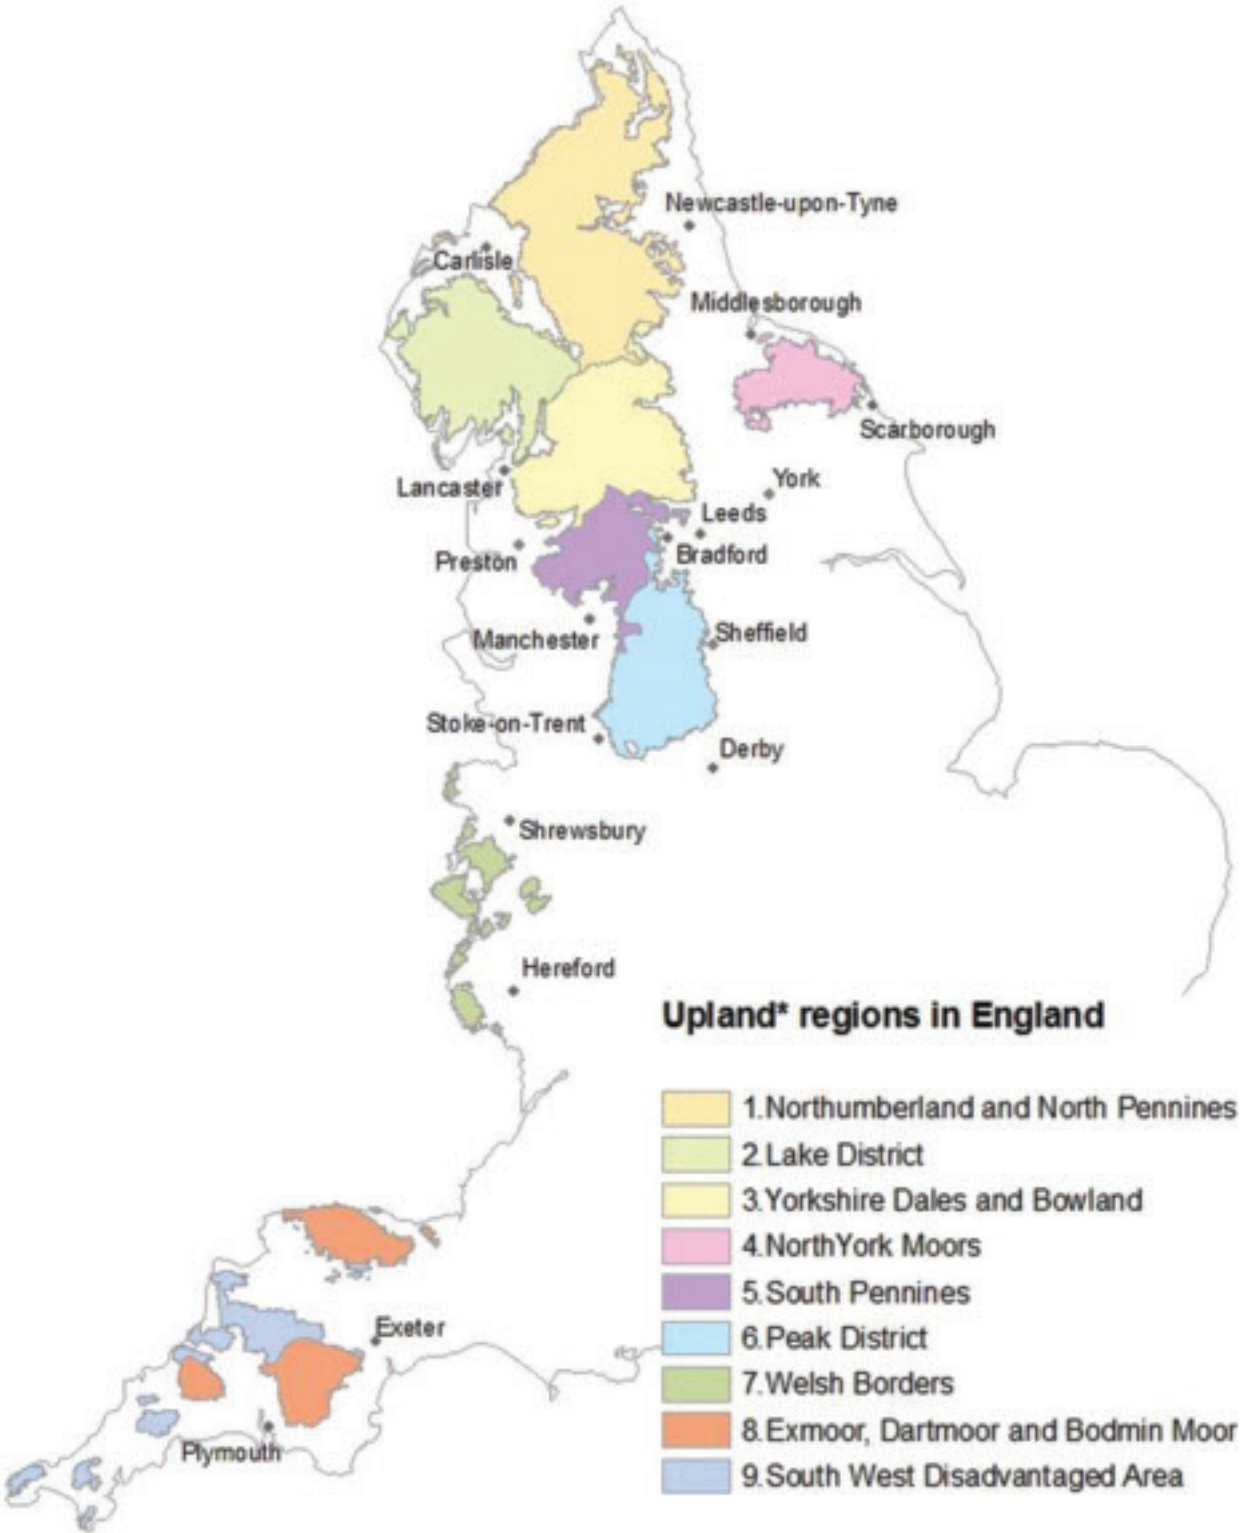 Newcastle-upon-Tyne
Carlisle
Middlesborough
Scarborough
Lancaster
York
Leeds
Preston
Bradford
Manchester
Sheffield
Stoke-on-Trent
Derby
Shrewsbury
Hereford
Upland* regions in England
1.Northumberland and North Pennines
2.Lake District
3.Yorkshire Dales and Bowland
4.NorthYork Moors
5.South Pennines
6.Peak District
7.Welsh Borders
8.Exmoor, Dartmoor and Bodmin Moor
9.South West Disadvantaged Area
Exeter
Plymouth